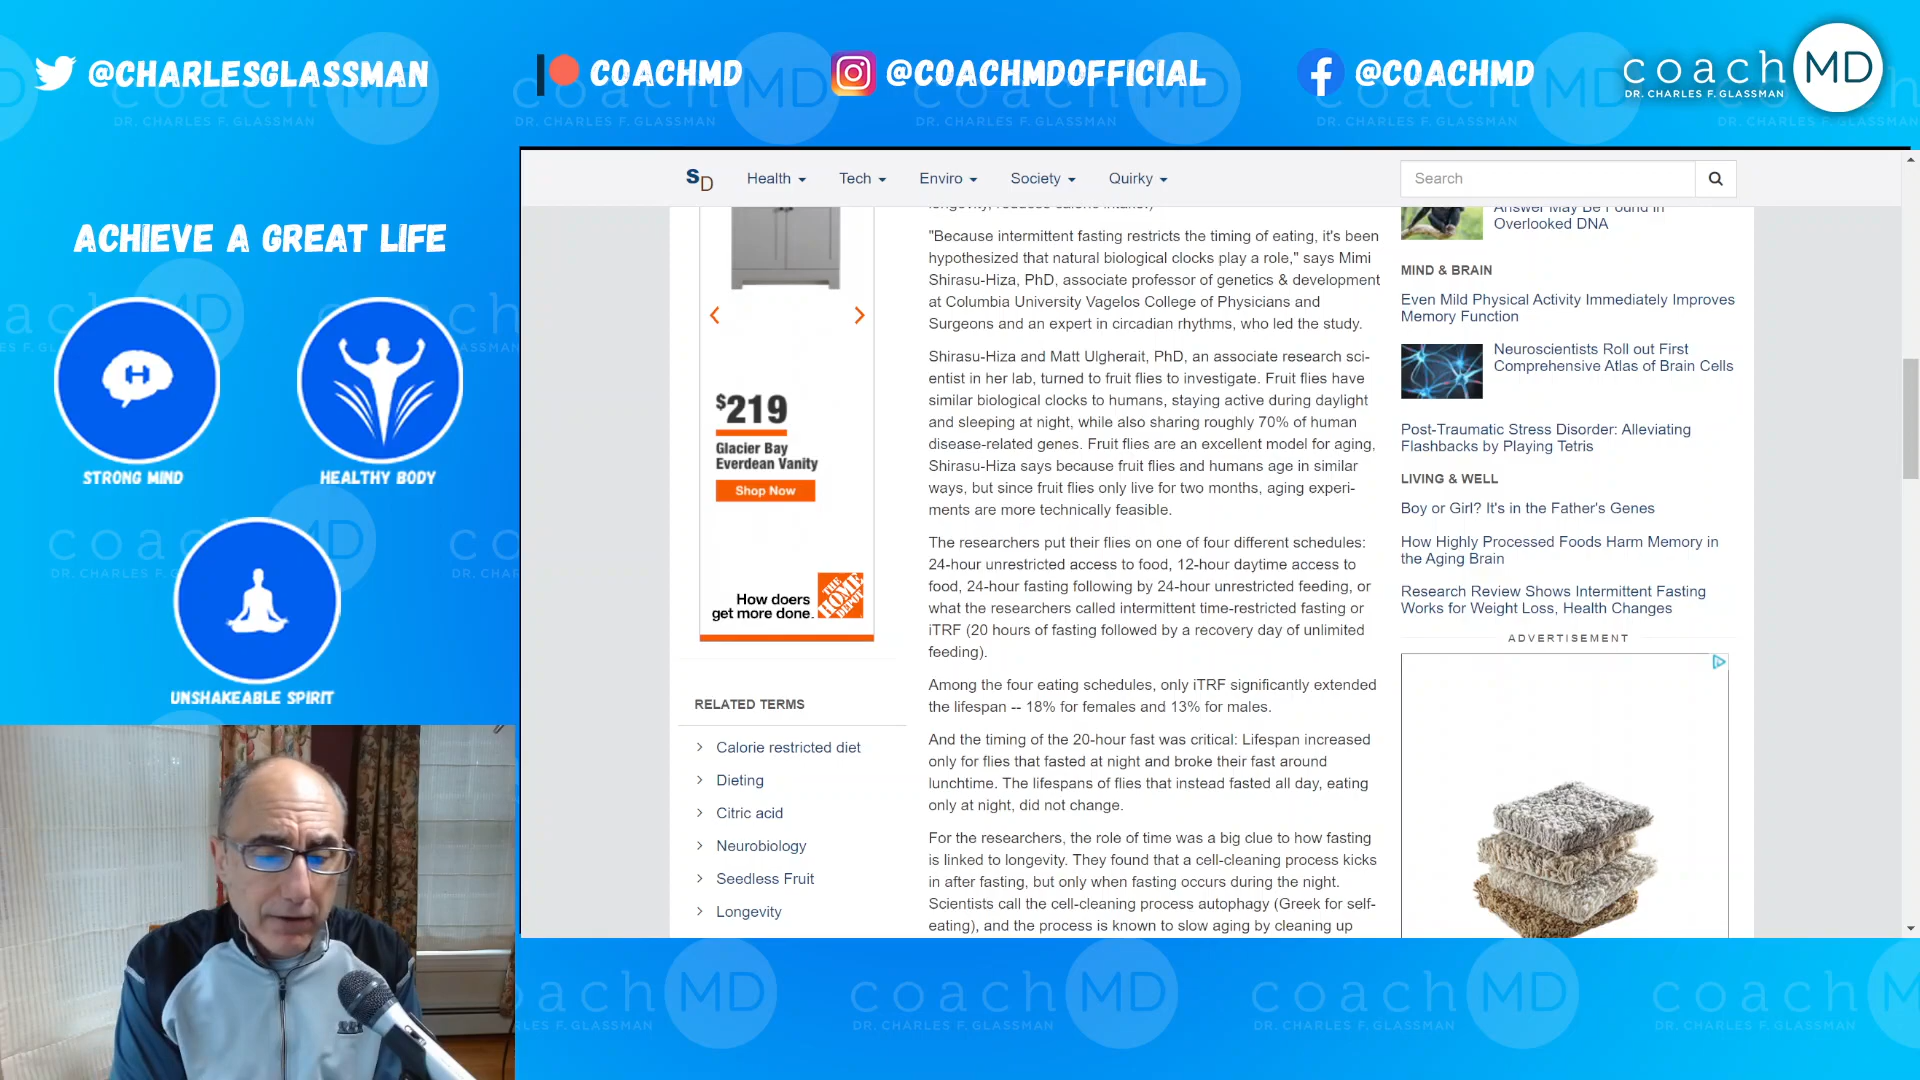 @CHARLESGLASSMAN
COACHMD
@COACHMDOFFICIAL
@COACHMD
coach MD
DR. CHARLES F. GLASSMAN
ACHIEVE A GREAT LIFE
STRONG MIND
HEALTHY BODY
UNSHAKEABLE SPIRIT
SD
Health
Tech
Enviro
Society
Quirky
Search
$219
Glacier Bay
Everdean Vanity
Shop Now
How doers
get more done.
THE HOME DEPOT
RELATED TERMS
Calorie restricted diet
Dieting
Citric acid
Neurobiology
Seedless Fruit
Longevity
"Because intermittent fasting restricts the timing of eating, it's been
hypothesized that natural biological clocks play a role," says Mimi
Shirasu-Hiza, PhD, associate professor of genetics & development
at Columbia University Vagelos College of Physicians and
Surgeons and an expert in circadian rhythms, who led the study.
Shirasu-Hiza and Matt Ulgherait, PhD, an associate research sci-
entist in her lab, turned to fruit flies to investigate. Fruit flies have
similar biological clocks to humans, staying active during daylight
and sleeping at night, while also sharing roughly 70% of human
disease-related genes. Fruit flies are an excellent model for aging,
Shirasu-Hiza says because fruit flies and humans age in similar
ways, but since fruit flies only live for two months, aging experi-
ments are more technically feasible.
The researchers put their flies on one of four different schedules:
24-hour unrestricted access to food, 12-hour daytime access to
food, 24-hour fasting following by 24-hour unrestricted feeding, or
what the researchers called intermittent time-restricted fasting or
iTRF (20 hours of fasting followed by a recovery day of unlimited
feeding).
Among the four eating schedules, only iTRF significantly extended
the lifespan -- 18% for females and 13% for males.
And the timing of the 20-hour fast was critical: Lifespan increased
only for flies that fasted at night and broke their fast around
lunchtime. The lifespans of flies that instead fasted all day, eating
only at night, did not change.
For the researchers, the role of time was a big clue to how fasting
is linked to longevity. They found that a cell-cleaning process kicks
in after fasting, but only when fasting occurs during the night.
Scientists call the cell-cleaning process autophagy (Greek for self-
eating), and the process is known to slow aging by cleaning up
Answer May Be Found in
Overlooked DNA
MIND & BRAIN
Even Mild Physical Activity Immediately Improves
Memory Function
Neuroscientists Roll out First
Comprehensive Atlas of Brain Cells
Post-Traumatic Stress Disorder: Alleviating
Flashbacks by Playing Tetris
LIVING & WELL
Boy or Girl? It's in the Father's Genes
How Highly Processed Foods Harm Memory in
the Aging Brain
Research Review Shows Intermittent Fasting
Works for Weight Loss, Health Changes
ADVERTISEMENT
coach MD
DR. CHARLES F. GLASSMAN
coach MD
DR. CHARLES F. GLASSMAN